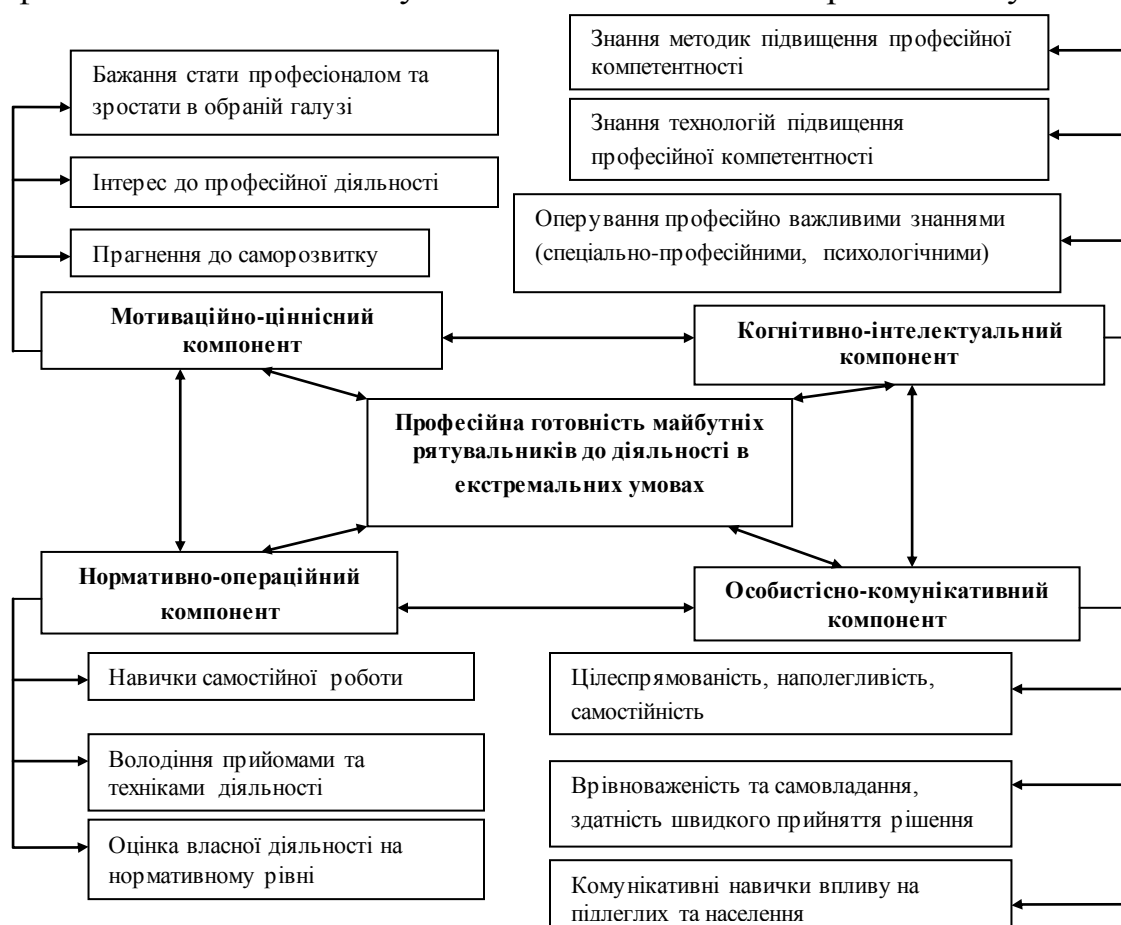 Знання методик підвищення професійної
компетентності
Бажання стати професіоналом та
зростати в обраній галузі
Знання технологій підвищення
професійної компетентності
Інтерес до професійної діяльності
Оперування професійно важливими знаннями
(спеціально-професійними, психологічними)
Прагнення до саморозвитку
Мотиваційно-ціннісний
компонент
Когнітивно-інтелектуальний
компонент
Професійна готовність майбутніх
рятувальників до діяльності в
екстремальних умовах
Нормативно-операційний
компонент
Особистісно-комунікативний
компонент
Навички самостійної роботи
Цілеспрямованість, наполегливість,
самостійність
Володіння прийомами та
техніками діяльності
Врівноваженість та самовладання,
здатність швидкого прийняття рішення
Оцінка власної діяльності на
нормативному рівні
Комунікативні навички впливу на
підлеглих та населення